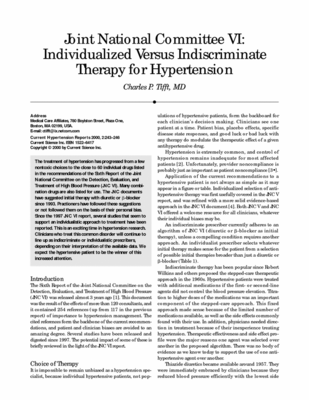 Joint National Committee VI:
Individualized Versus Indiscriminate
Therapy for Hypertension
Charles P. Tifft, MD
Address
Medical Care Affiliates, 790 Boylston Street, Plaza One,
Boston, MA 02199, USA.
Current Hypertension Reports 2000, 2:243–246
Current Science Inc. ISSN 1522-6417
Copyright © 2000 by Current Science Inc.
The treatment of hypertension has progressed from a few
nontoxic choices to the close to 80 individual drugs listed
in the recommendations of the Sixth Report of the Joint
National Committee on the Detection, Evaluation, and
Treatment of High Blood Pressure (JNC VI). Many combi-
nation drugs are also listed for use. The JNC documents
have suggested initial therapy with diuretic or β-blocker
since 1993. Practitioners have followed these suggestions
or not followed them on the basis of their personal bias.
Since the 1997 JNC VI report, several studies that seem to
support an individualistic approach to treatment have been
reported. This is an exciting time in hypertension research.
Clinicians who treat this common disorder will continue to
line up as indiscriminate or individualistic prescribers,
depending on their interpretation of the available data. I
expect the hypertensive patient to be the winner of this
increased attention.
Introduction
The Sixth Report of the Joint National Committee on the
Detection, Evaluation, and Treatment of High Blood Pressure
(JNC VI) was released almost 3 years ago [1]. This document
was the result of the efforts of more than 120 consultants, and
it contained 254 references (up from 117 in the previous
report) of importance to hypertension management. The
cited references form the backbone of the current recommen-
dations, and patient and clinician biases are avoided to an
amazing degree. Several studies have been released and
digested since 1997. The potential impact of some of these is
briefly reviewed in the light of the JNC VI report.
Choice of Therapy
It is impossible to remain unbiased as a hypertension spe-
cialist, because individual hypertensive patients, not pop-
ulations of hypertensive patients, form the bedrock for
each clinician's decision making. Clinicians see one
patient at a time. Patient bias, placebo effects, specific
disease state responses, and good luck or bad luck with
any therapy do modulate the therapeutic effect of a given
antihypertensive drug.
Hypertension is extremely common, and control of
hypertension remains inadequate for most affected
patients [2]. Unfortunately, provider noncompliance is
probably just as important as patient noncompliance [3•].
Application of the current recommendations to a
hypertensive patient is not always as simple as it may
appear in a figure or table. Individualized selection of anti-
hypertensive therapy was first carefully covered in the JNC V
report, and was refined with a more solid evidence-based
approach in the JNC VI document [4]. Both JNC V and JNC
VI offered a welcome rescue for all clinicians, whatever
their individual biases may be.
An indiscriminate prescriber currently adheres to an
algorithm of JNC VI (diuretic or β-blocker as initial
therapy), unless a compelling condition requires another
approach. An individualistic prescriber selects whatever
initial therapy makes sense for the patient from a selection
of possible initial therapies broader than just a diuretic or
β-blocker (Table 1).
Indiscriminate therapy has been popular since Robert
Wilkins and others proposed the stepped-care therapeutic
approach in the 1960s. Hypertensive patients were treated
with additional medications if the first- or second-line
agents did not control the blood pressure elevation. Titra-
tion to higher doses of the medications was an important
component of the stepped-care approach. This fixed
approach made sense because of the limited number of
medications available, as well as the side effects commonly
found with their use. In addition, physicians needed direc-
tion in treatment because of their inexperience treating
hypertension. Therapeutic effectiveness and side effect pro-
file were the major reasons one agent was selected over
another in the proposed algorithm. There was no body of
evidence as we know today to support the use of one anti-
hypertensive agent over another.
Thiazide diuretics became available around 1957. They
were immediately embraced by clinicians because they
reduced blood pressure efficiently with the lowest side